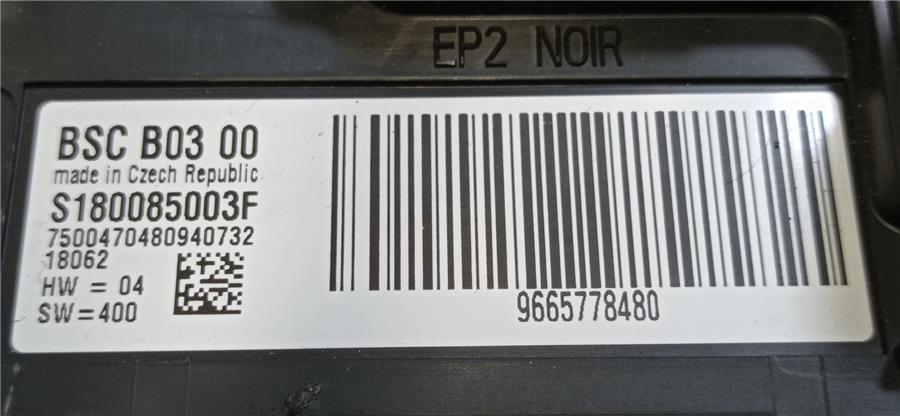 EP2 NOIR
BSC B03 00
made in Czech Republic
S180085003F
7500470480940732
18062
HW = 04
SW=400
9665778480